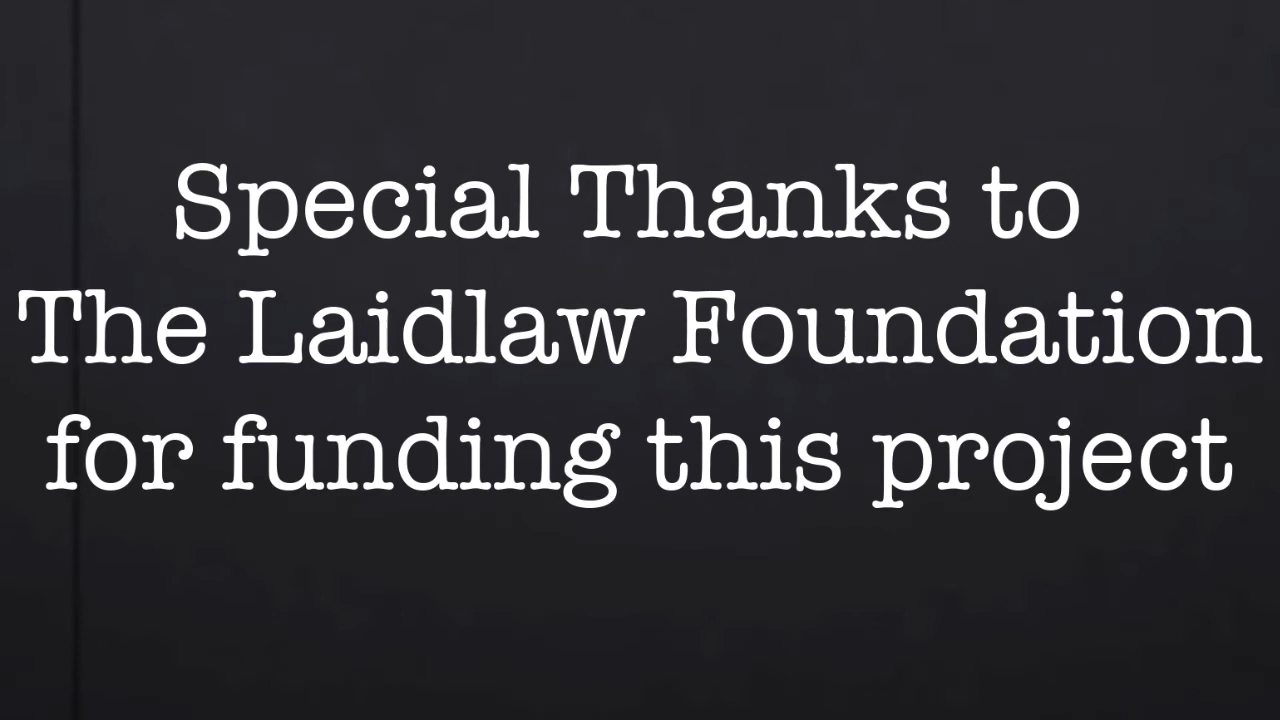 Special Thanks to
The Laidlaw Foundation
for funding this project